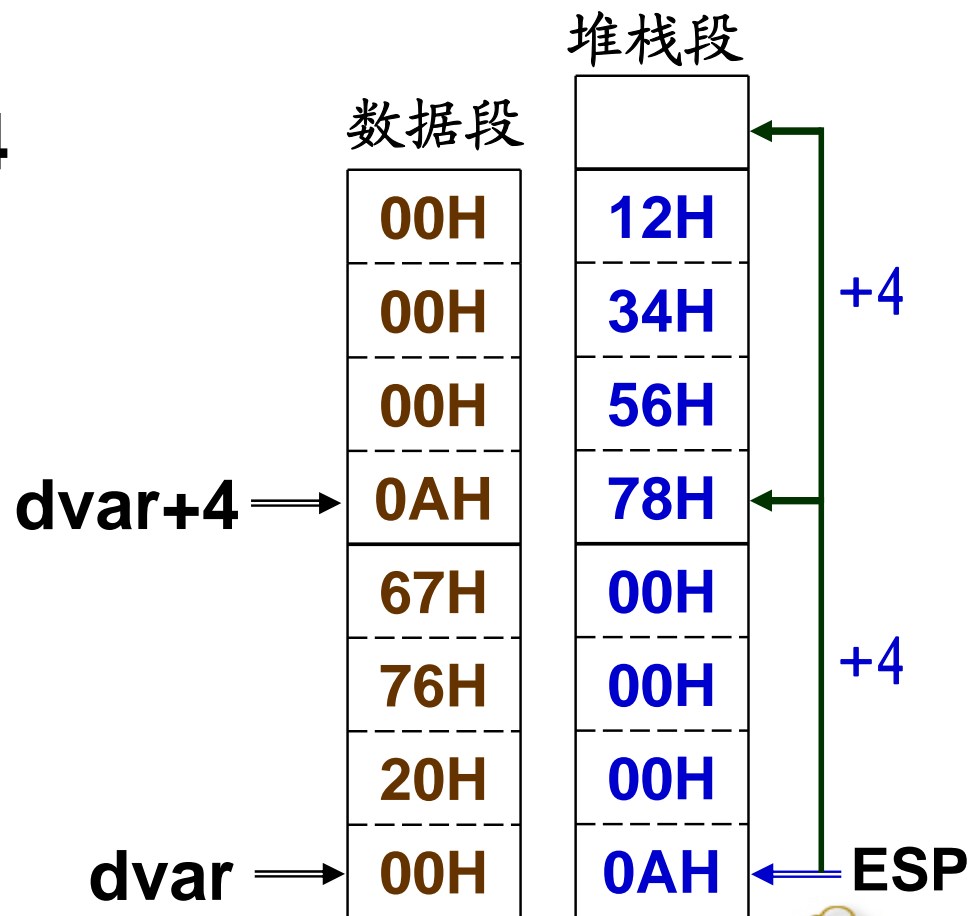 堆栈段
数据段
4
00H 12H
00H 34H
+4
00H 56H
dvar+4 0AH 78H
67H 00H
76H 00H
+4
20H 00H
dvar 00H 0AH ESP